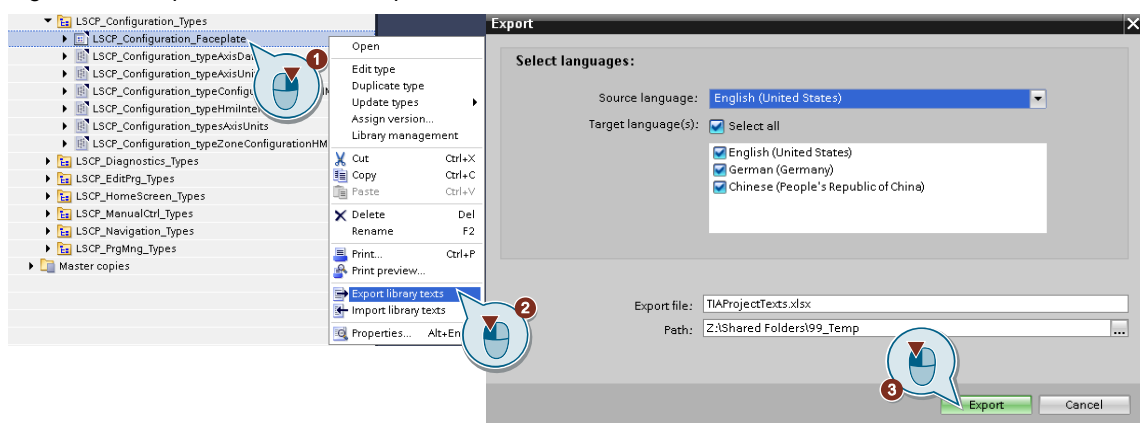 LSCP_Configuration_Types
LSCP_Configuration_Faceplate
LSCP_Configuration_typeAxisDa
LSCP_Configuration_typeAxisUni
LSCP_Configuration_typeConfigu
LSCP_Configuration_typeHmiInte
LSCP_Configuration_typesAxisUnits
LSCP_Configuration_typeZoneConfigurationHM
LSCP_Diagnostics_Types
LSCP_EditPrg_Types
LSCP_HomeScreen_Types
LSCP_ManualCtrl_Types
LSCP_Navigation_Types
LSCP_PrgMng_Types
Master copies
1
Open
Edit type
Duplicate type
Update types
Assign version...
Library management
Cut Ctrl+X
Copy Ctrl+C
Paste Ctrl+V
Delete Del
Rename F2
Print... Ctrl+P
Print preview...
Export library texts
Import library texts
Properties... Alt+En
2
Export
Select languages:
Source language: English (United States)
Target language(s): Select all
English (United States)
German (Germany)
Chinese (People's Republic of China)
Export file: TIAProjectTexts.xlsx
Path: Z:\Shared Folders\99_Temp
...
3
Export Cancel